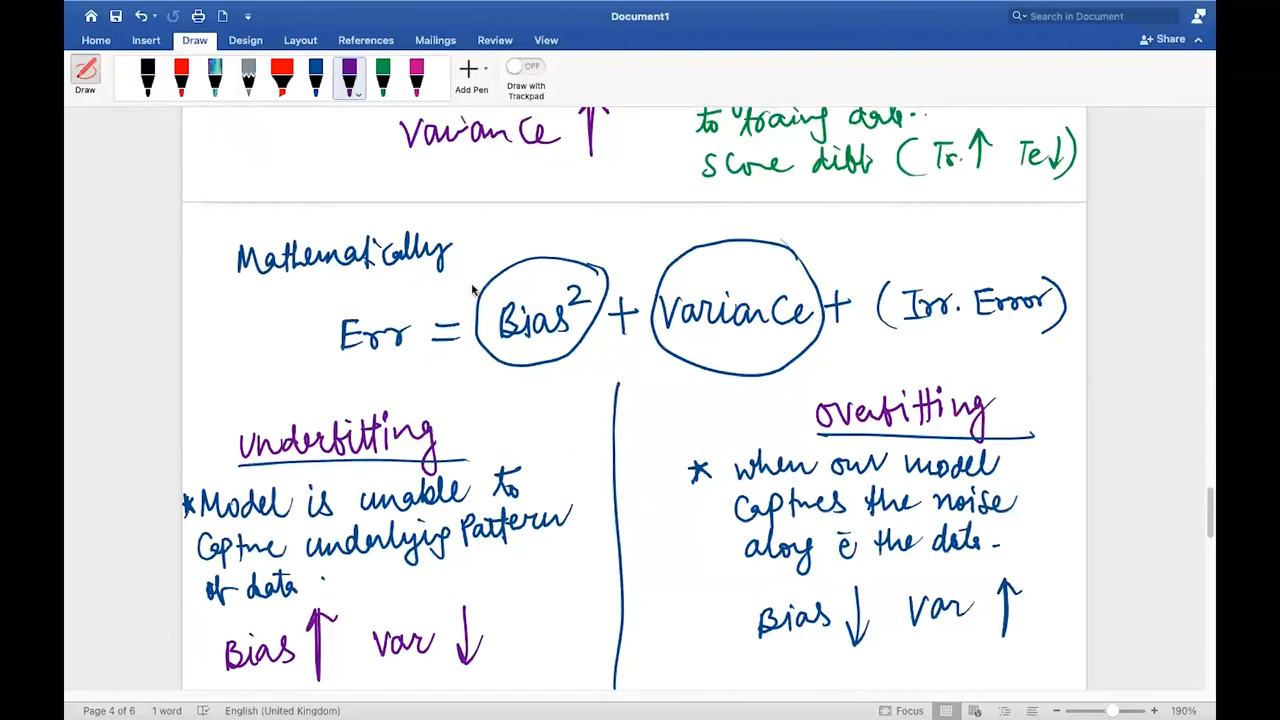 Document1
Search in Document
Home Insert Draw Design Layout References Mailings Review View
Share
Draw
OFF
Add Pen
Draw with
Trackpad
Variance ↑
to Training data..
score diff ( Tr.↑ Te↓)
Mathematically
Err = Bias² + Variance + (Irr. Error)
Underfitting
*Model is unable to
Capture underlying Pattern
of data.
Bias ↑ Var ↓
Overfitting
* when our model
Captures the noise
along c̄ the data.
Bias ↓ Var ↑
Page 4 of 6 1 word English (United Kingdom) Focus 190%